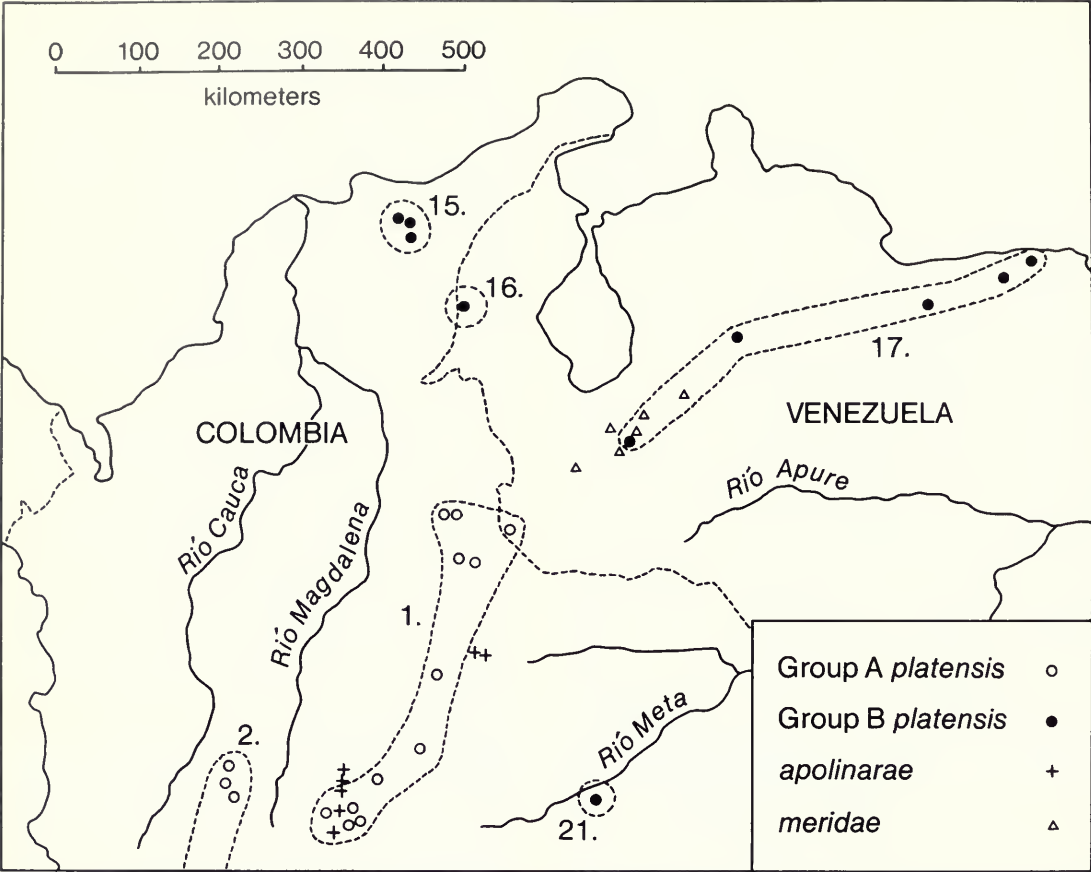 0 100 200 300 400 500
kilometers
15.
16.
17.
COLOMBIA
VENEZUELA
Río Cauca
Río Magdalena
Río Apure
1.
2.
Río Meta
21.
Group A platensis
Group B platensis
apolinarae
meridae